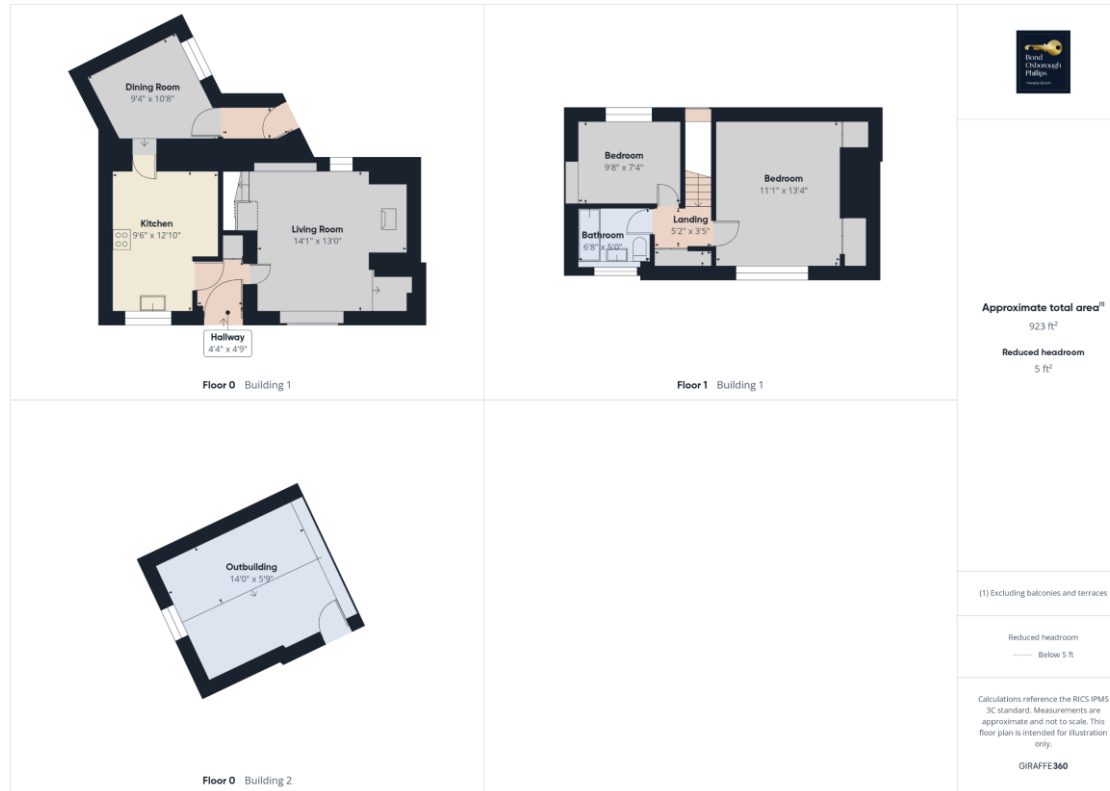 Dining Room
9'4" x 10'8"
Kitchen
9'6" x 12'10"
Living Room
14'1" x 13'0"
Hallway
4'4" x 4'9"
Floor 0 Building 1
Bedroom
9'8" x 7'4"
Bedroom
11'1" x 13'4"
Landing
5'2" x 3'5"
Bathroom
6'8" x 5'0"
Floor 1 Building 1
Outbuilding
14'0" x 5'9"
Floor 0 Building 2
Bond
Oxborough
Phillips
Approximate total area(1)
923 ft²
Reduced headroom
5 ft²
(1) Excluding balconies and terraces
Reduced headroom
Below 5 ft
Calculations reference the RICS IPMS
3C standard. Measurements are
approximate and not to scale. This
floor plan is intended for illustration
only.
GIRAFFE360